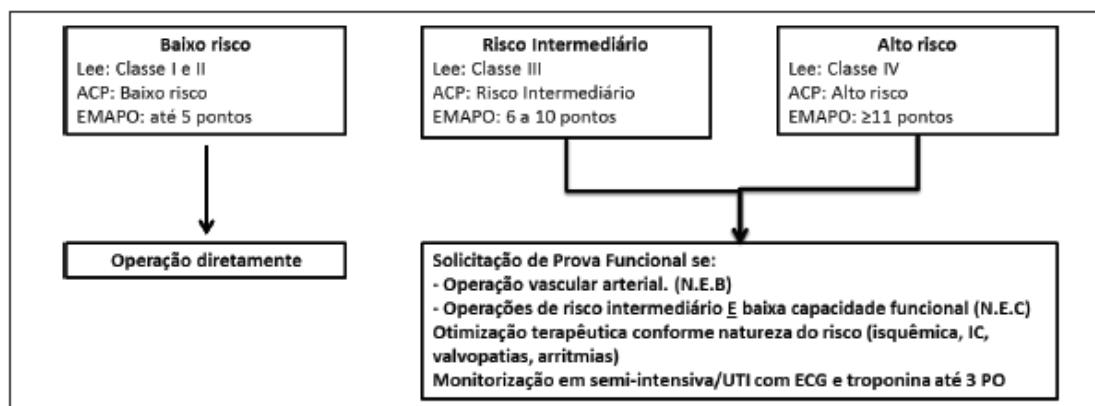 Baixo risco
Lee: Classe I e II
ACP: Baixo risco
EMAPO: até 5 pontos
Risco Intermediário
Lee: Classe III
ACP: Risco Intermediário
EMAPO: 6 a 10 pontos
Alto risco
Lee: Classe IV
ACP: Alto risco
EMAPO: ≥11 pontos
Operação diretamente
Solicitação de Prova Funcional se:
- Operação vascular arterial. (N.E.B)
- Operações de risco intermediário E baixa capacidade funcional (N.E.C)
Otimização terapêutica conforme natureza do risco (isquêmica, IC,
valvopatias, arritmias)
Monitorização em semi-intensiva/UTI com ECG e troponina até 3 PO